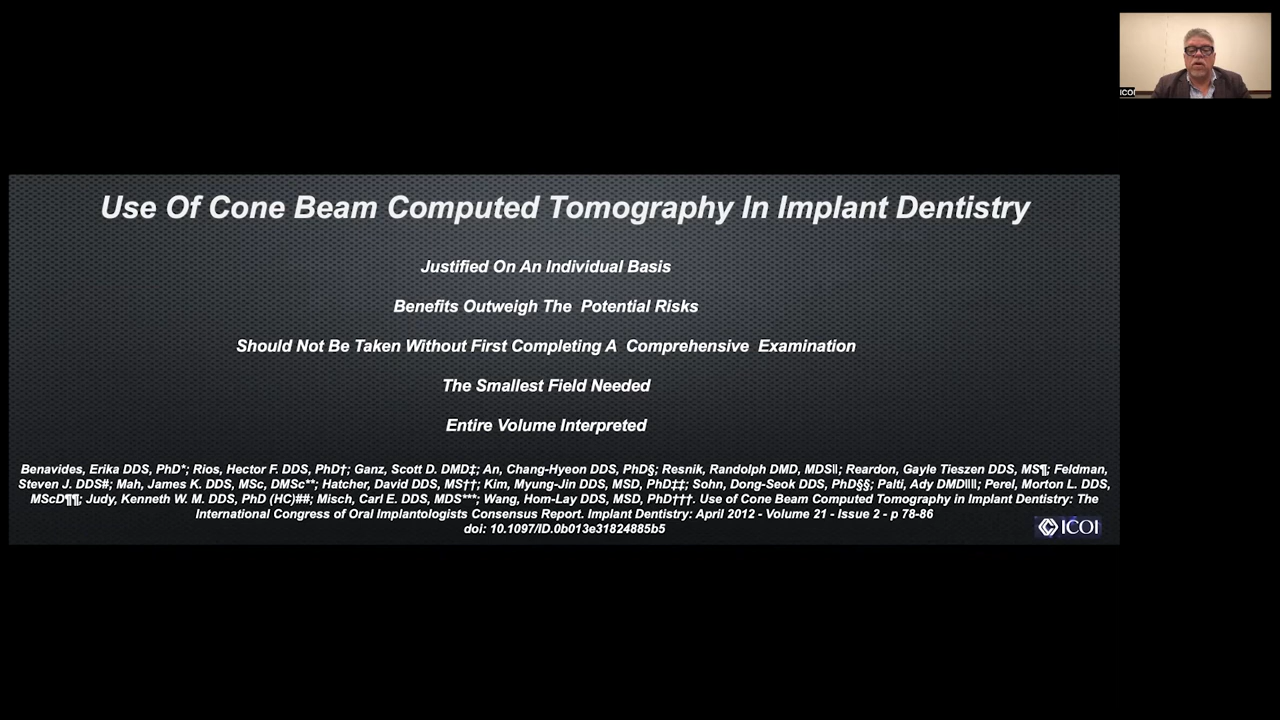 ICOI
Use Of Cone Beam Computed Tomography In Implant Dentistry
Justified On An Individual Basis
Benefits Outweigh The Potential Risks
Should Not Be Taken Without First Completing A Comprehensive Examination
The Smallest Field Needed
Entire Volume Interpreted
Benavides, Erika DDS, PhD*; Rios, Hector F. DDS, PhD†; Ganz, Scott D. DMD‡; An, Chang-Hyeon DDS, PhD§; Resnik, Randolph DMD, MDS‖; Reardon, Gayle Tieszen DDS, MS¶; Feldman,
Steven J. DDS#; Mah, James K. DDS, MSc, DMSc**; Hatcher, David DDS, MS††; Kim, Myung-Jin DDS, MSD, PhD‡‡; Sohn, Dong-Seok DDS, PhD§§; Palti, Ady DMD‖‖; Perel, Morton L. DDS,
MScD¶¶; Judy, Kenneth W. M. DDS, PhD (HC)##; Misch, Carl E. DDS, MDS***; Wang, Hom-Lay DDS, MSD, PhD†††. Use of Cone Beam Computed Tomography in Implant Dentistry: The
International Congress of Oral Implantologists Consensus Report. Implant Dentistry: April 2012 - Volume 21 - Issue 2 - p 78-86
doi: 10.1097/ID.0b013e31824885b5
ICOI